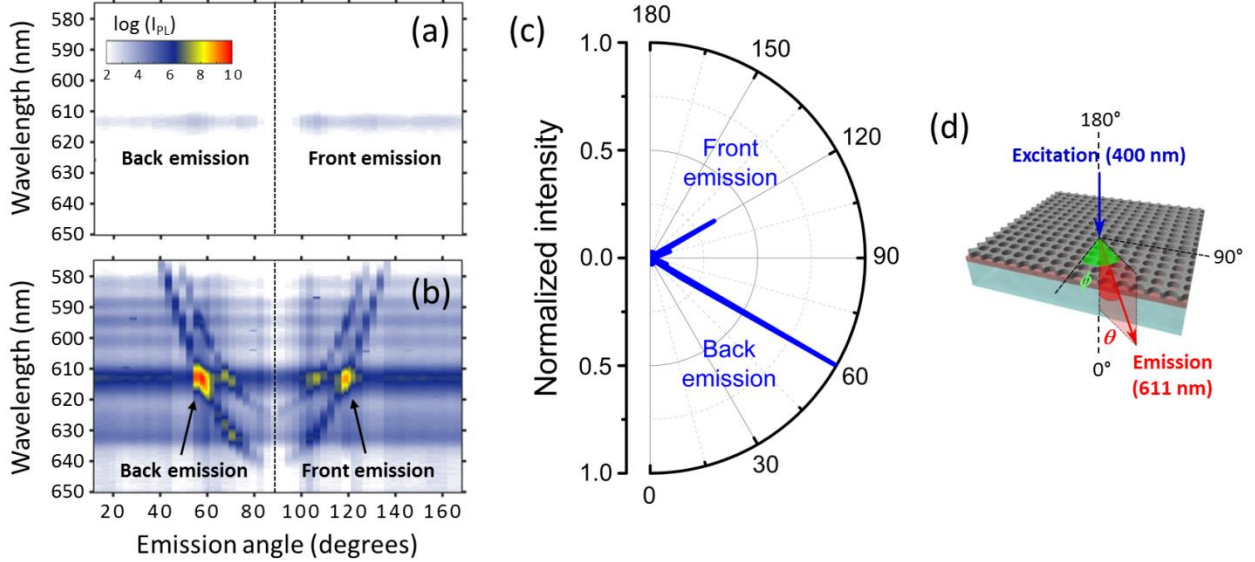 (a)
log (I_PL)
2 4 6 8 10
Wavelength (nm)
580
590
600
610
620
630
640
650
Back emission Front emission
(b)
Wavelength (nm)
580
590
600
610
620
630
640
650
Back emission Front emission
20 40 60 80 100 120 140 160
Emission angle (degrees)
(c)
Normalized intensity
1.0
0.5
0.0
0.5
1.0
180
150
120
90
60
30
0
Front
emission
Back
emission
(d)
180°
Excitation (400 nm)
90°
ϕ
θ
0°
Emission
(611 nm)